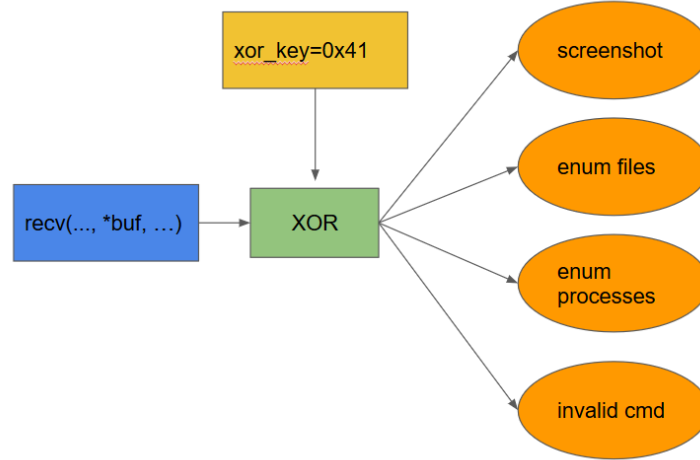 xor_key=0x41
screenshot
enum files
recv(..., *buf, …)
XOR
enum
processes
invalid cmd